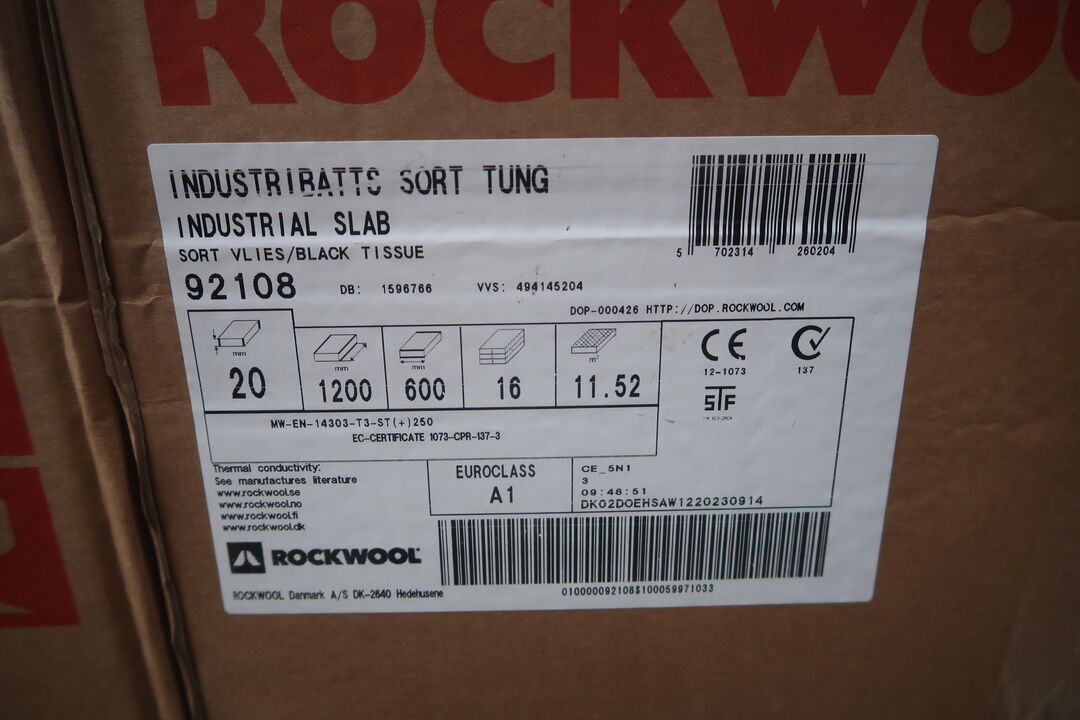 ROCKWOO
INDUSTRIBATTS SORT TUNG
INDUSTRIAL SLAB
SORT VLIES/BLACK TISSUE
92108 DB: 1596766 VVS: 494145204
5 702314 260204
DOP-000426 HTTP://DOP.ROCKWOOL.COM
mm mm mm m²
20 1200 600 16 11.52
CE
12-1073
137
STF
MW-EN-14303-T3-ST(+)250
EC-CERTIFICATE 1073-CPR-137-3
Thermal conductivity:
See manufactures literature
www.rockwool.se
www.rockwool.no
www.rockwool.fi
www.rockwool.dk
EUROCLASS
A1
CE_5N1
3
09:48:51
DK02DOEHSAW1220230914
ROCKWOOL
ROCKWOOL Danmark A/S DK-2640 Hedehusene
010000092108$100059971033